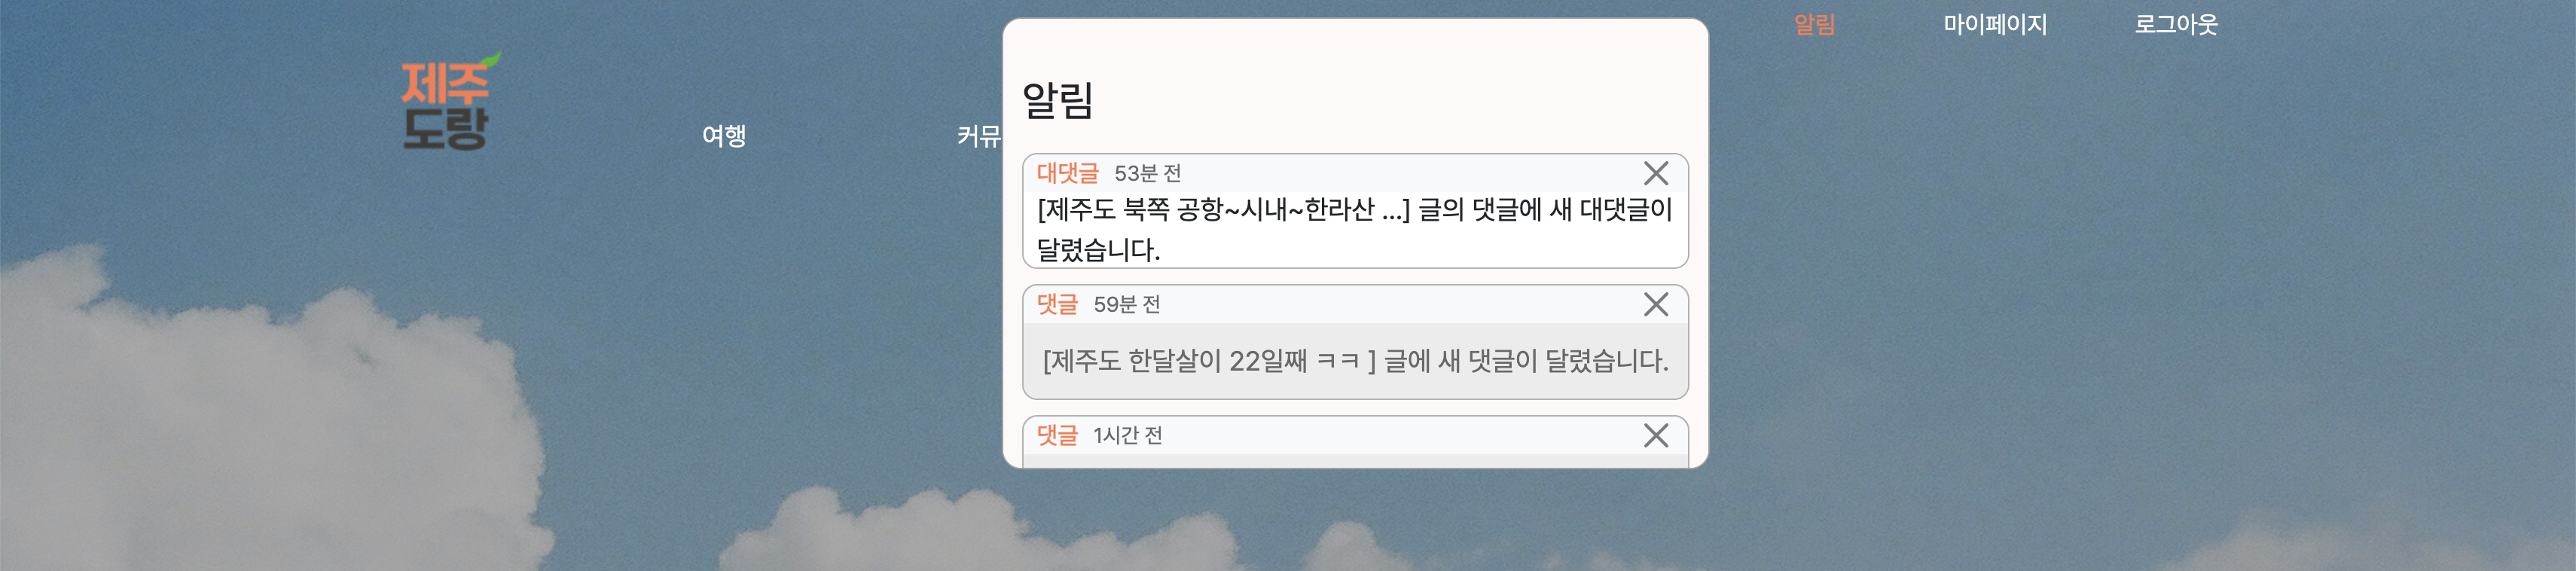 알림
마이페이지
로그아웃
제주
도랑
여행
커뮤
알림
대댓글 53분 전
[제주도 북쪽 공항~시내~한라산 ...] 글의 댓글에 새 대댓글이
달렸습니다.
댓글 59분 전
[제주도 한달살이 22일째 ㅋㅋ ] 글에 새 댓글이 달렸습니다.
댓글 1시간 전